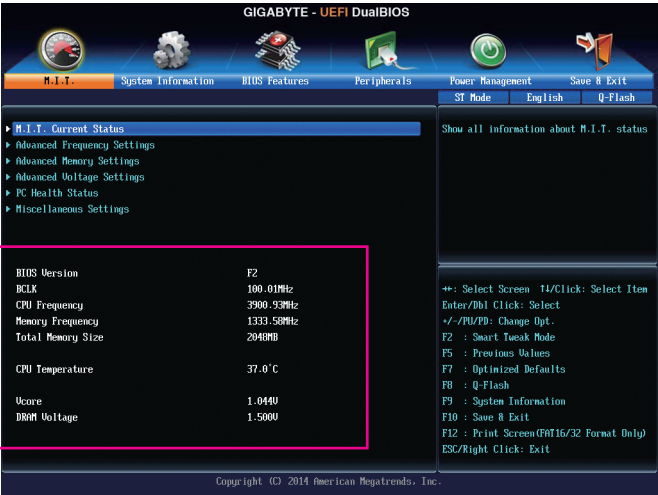 GIGABYTE - UEFI DualBIOS
M.I.T. System Information BIOS Features Peripherals Power Management Save & Exit
ST Mode English Q-Flash
M.I.T. Current Status
Advanced Frequency Settings
Advanced Memory Settings
Advanced Voltage Settings
PC Health Status
Miscellaneous Settings
Show all information about M.I.T. status
BIOS Version F2
BCLK 100.01MHz
CPU Frequency 3900.93MHz
Memory Frequency 1333.58MHz
Total Memory Size 2048MB
CPU Temperature 37.0°C
Vcore 1.044V
DRAM Voltage 1.500V
↔: Select Screen ↑↓/Click: Select Item
Enter/Dbl Click: Select
+/-/PU/PD: Change Opt.
F2 : Smart Tweak Mode
F5 : Previous Values
F7 : Optimized Defaults
F8 : Q-Flash
F9 : System Information
F10 : Save & Exit
F12 : Print Screen(FAT16/32 Format Only)
ESC/Right Click: Exit
Copyright (C) 2014 American Megatrends, Inc.